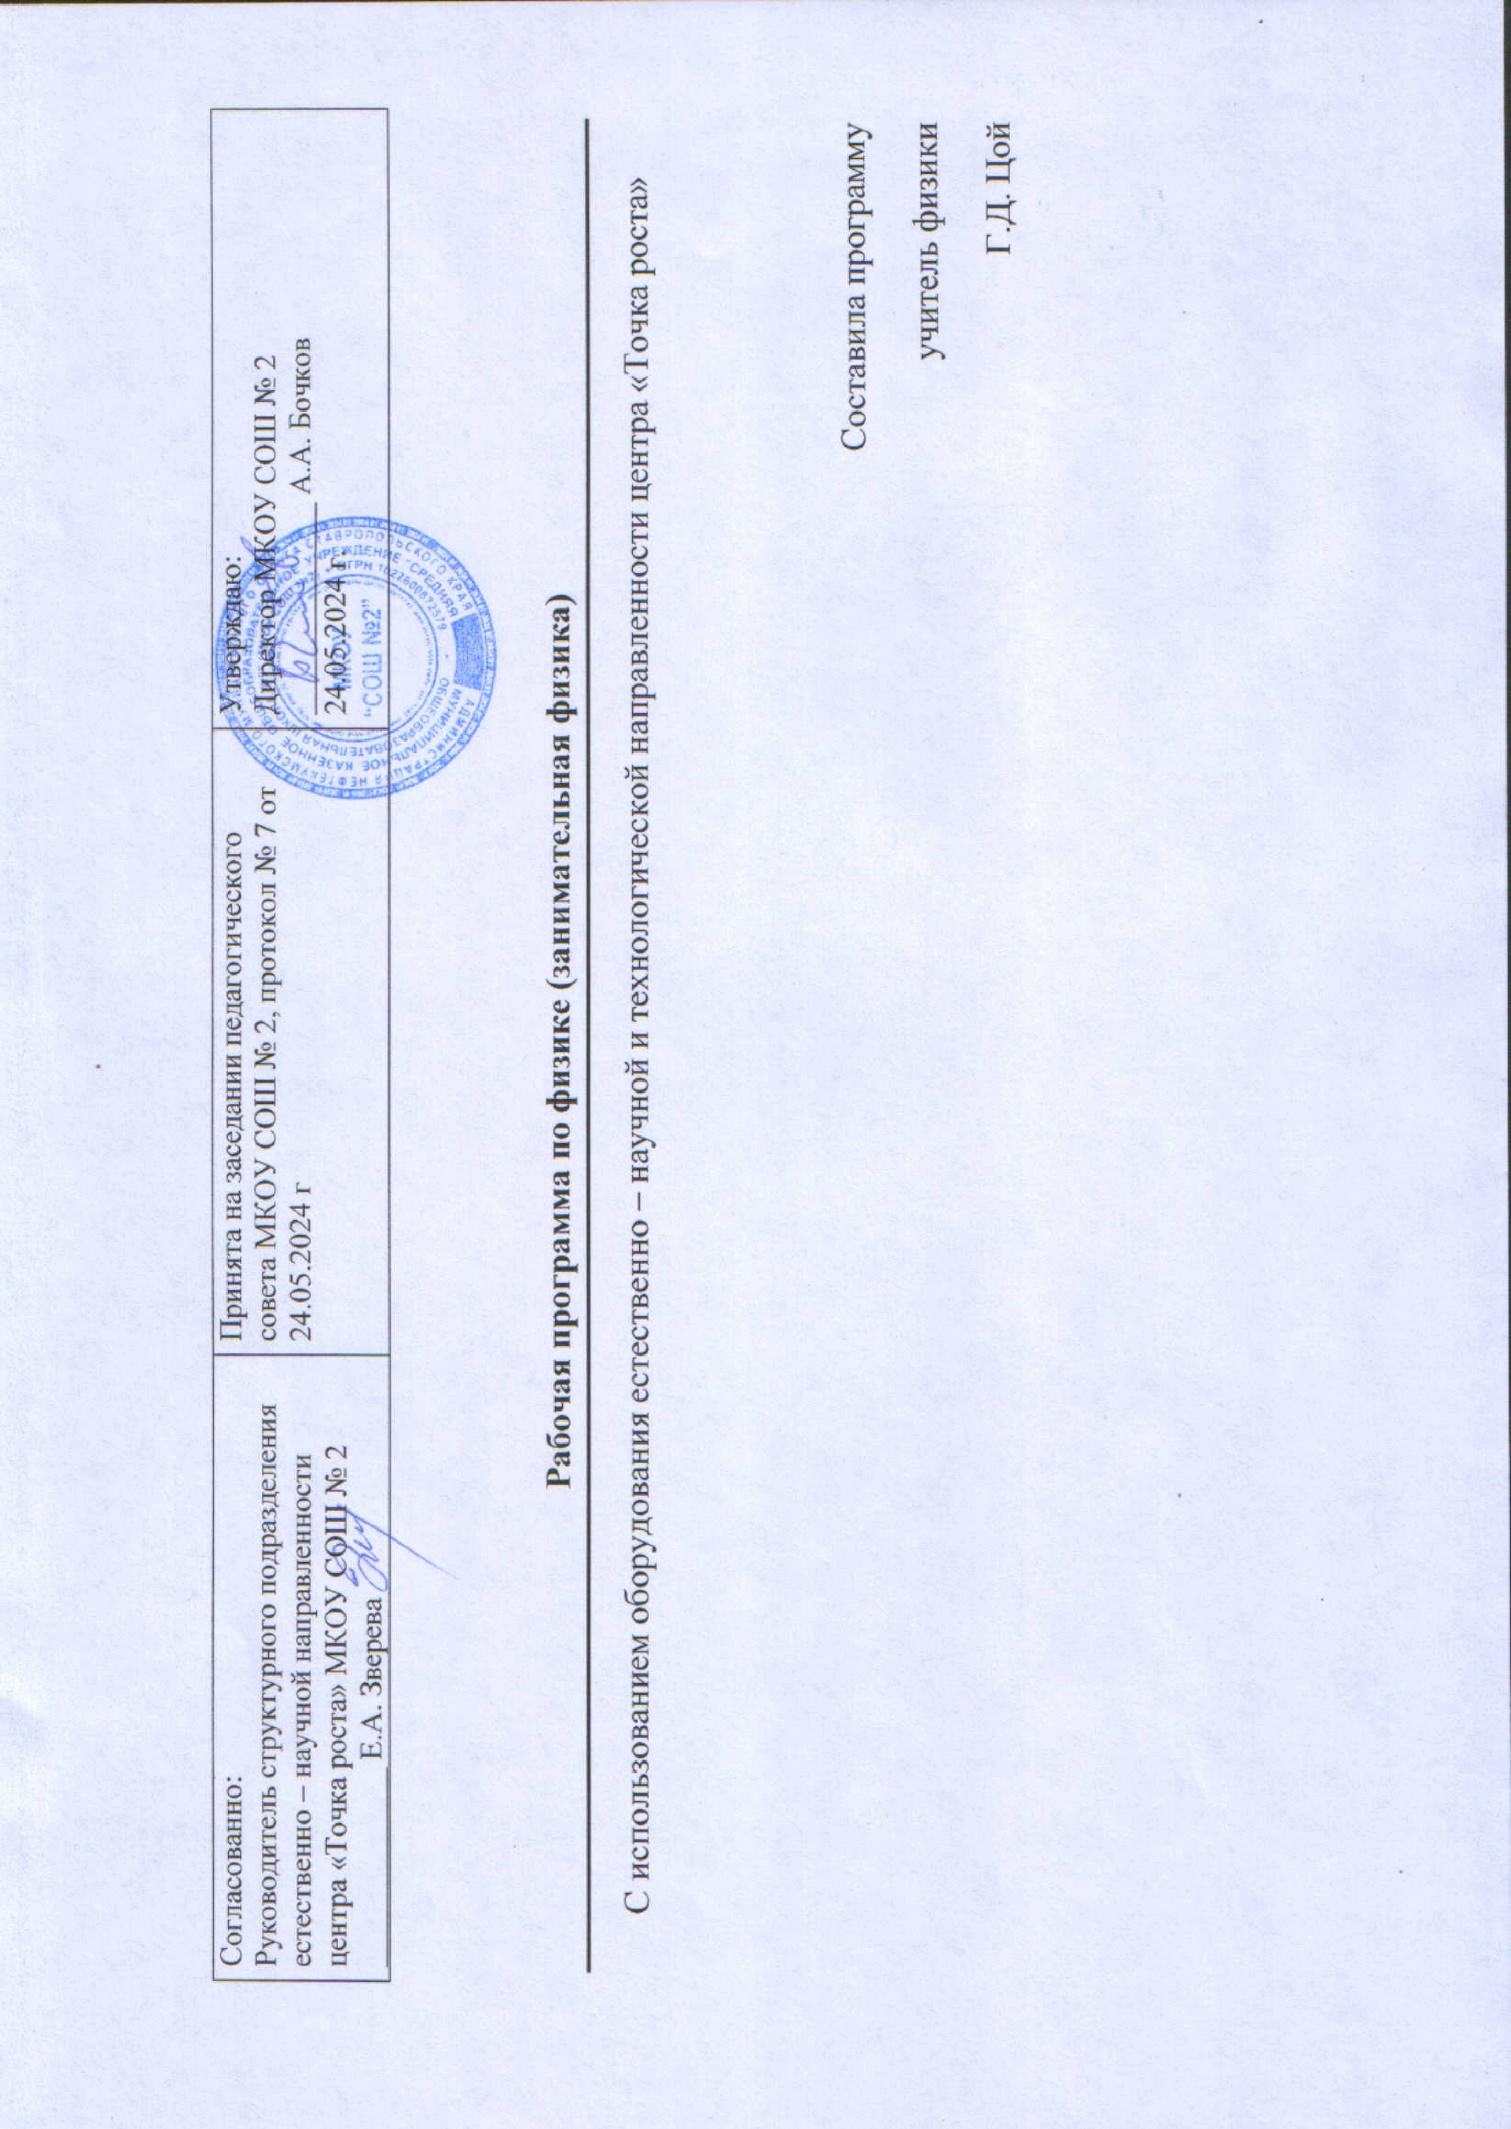 Согласованно:
Руководитель структурного подразделения
естественно – научной направленности
центра «Точка роста» МКОУ СОШ № 2
Е.А. Зверева
Принята на заседании педагогического
совета МКОУ СОШ № 2, протокол № 7 от
24.05.2024 г
Утверждаю:
Директор МКОУ СОШ № 2
А.А. Бочков
24.05.2024 г.
МКОУ
"СОШ №2"
Рабочая программа по физике (занимательная физика)
С использованием оборудования естественно – научной и технологической направленности центра «Точка роста»
Составила программу
учитель физики
Г.Д. Цой